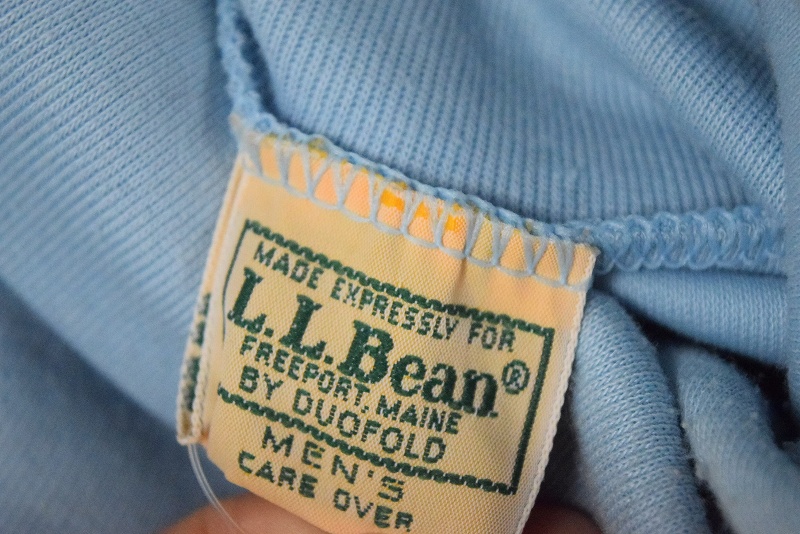 MADE EXPRESSLY FOR
L.L.Bean®
FREEPORT, MAINE
BY DUOFOLD
MEN'S
CARE OVER